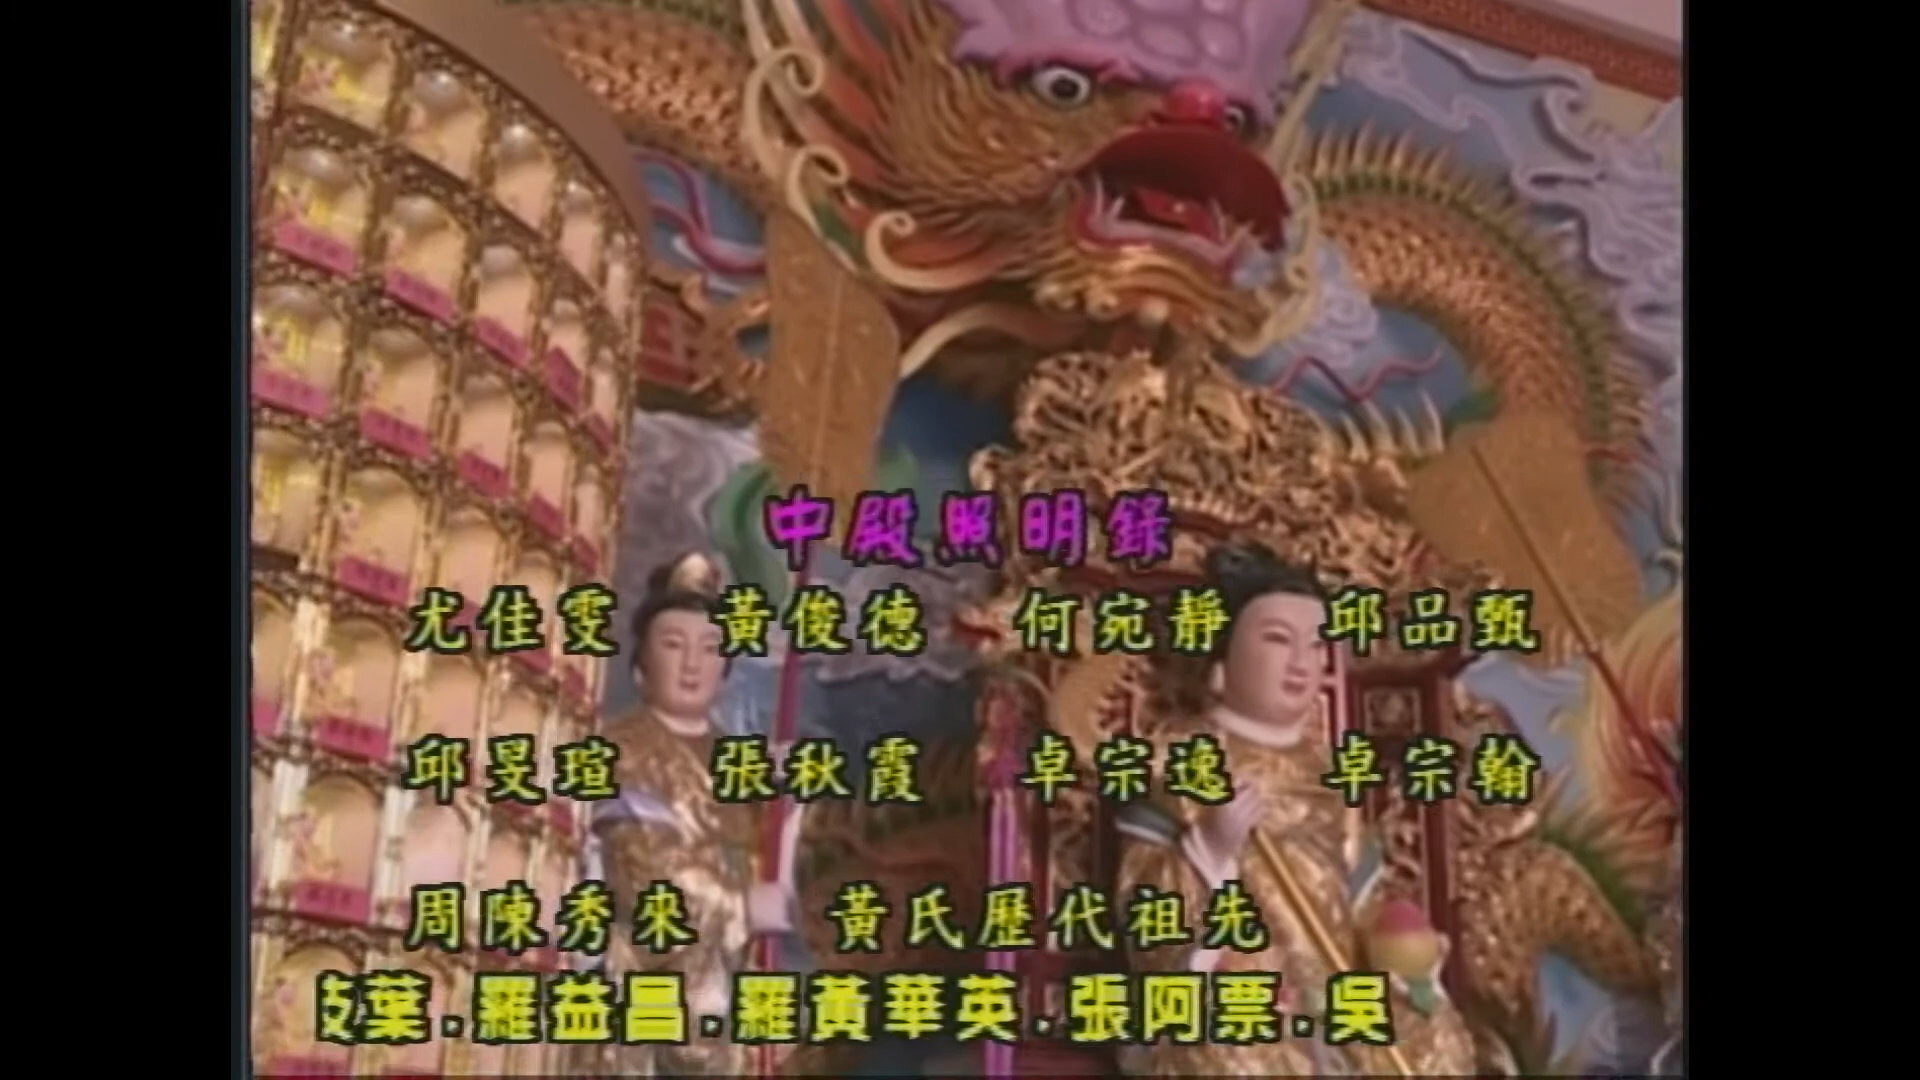 中殿照明錄
尤佳雯 黃俊德 何宛靜 邱品甄
邱旻瑄 張秋霞 卓宗逸 卓宗翰
周陳秀來 黃氏歷代祖先
葉.羅益昌.羅黃華英.張阿票.吳